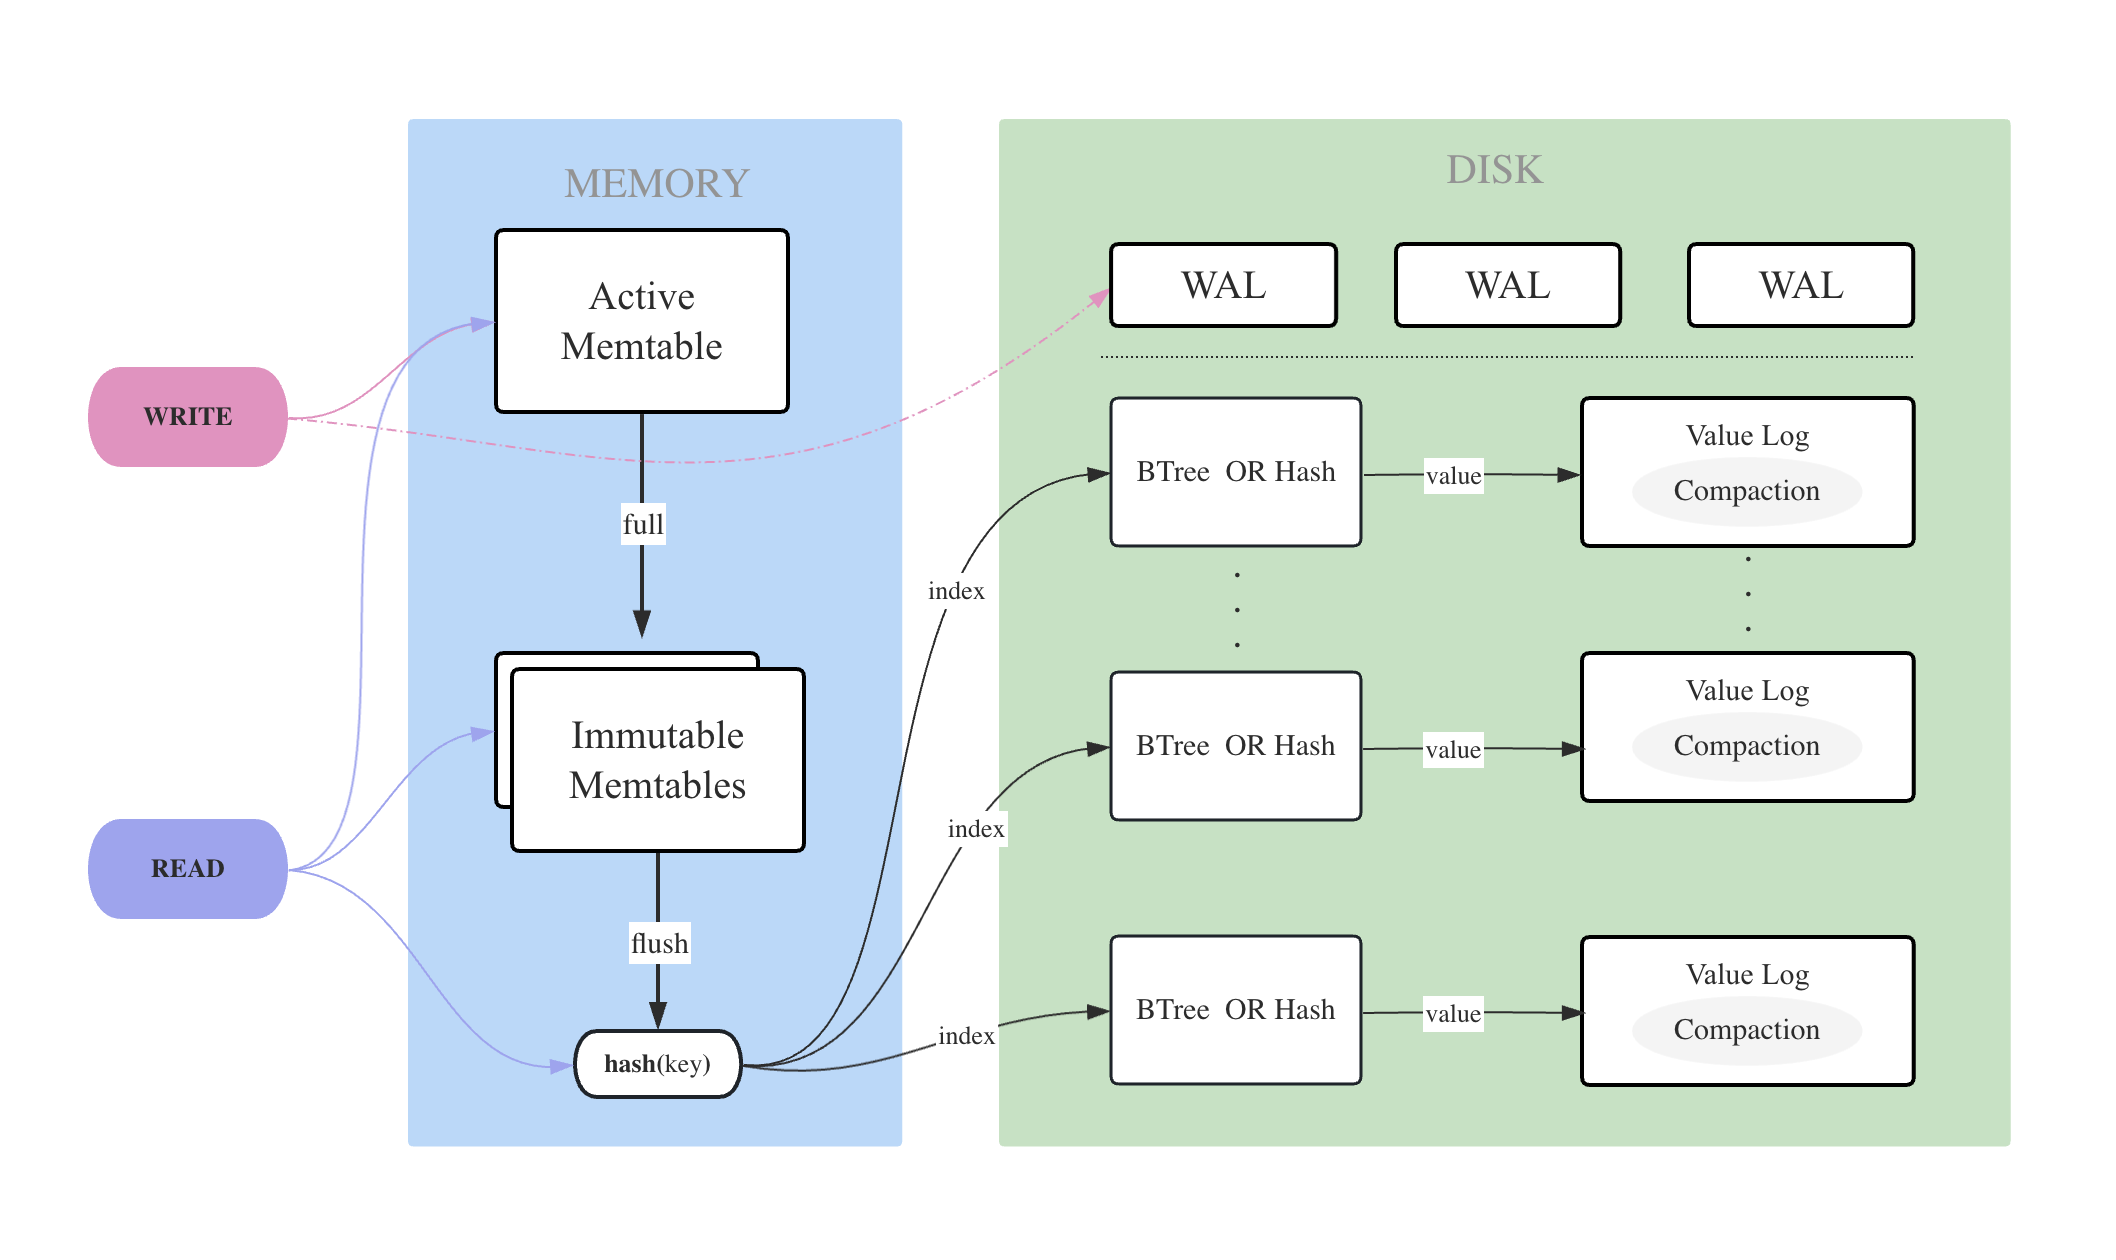 MEMORY
DISK
Active
Memtable
WAL
WAL
WAL
WRITE
full
index
BTree  OR Hash
value
Value Log
Compaction
Immutable
Memtables
index
BTree  OR Hash
value
Value Log
Compaction
READ
flush
hash(key)
index
BTree  OR Hash
value
Value Log
Compaction